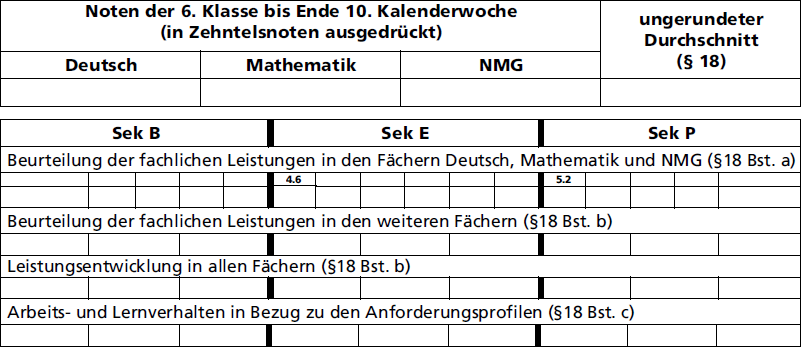 Noten der 6. Klasse bis Ende 10. Kalenderwoche
(in Zehntelsnoten ausgedrückt)
ungerundeter
Durchschnitt
(§ 18)
Deutsch Mathematik NMG
Sek B Sek E Sek P
Beurteilung der fachlichen Leistungen in den Fächern Deutsch, Mathematik und NMG (§18 Bst. a)
4.6 5.2
Beurteilung der fachlichen Leistungen in den weiteren Fächern (§18 Bst. b)
Leistungsentwicklung in allen Fächern (§18 Bst. b)
Arbeits- und Lernverhalten in Bezug zu den Anforderungsprofilen (§18 Bst. c)